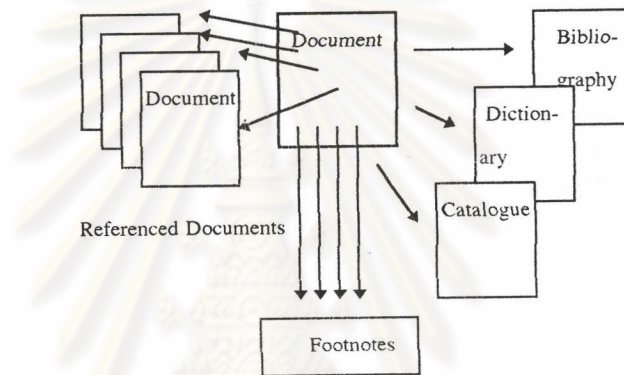 Document
Biblio-
graphy
Document
Diction-
ary
Catalogue
Referenced Documents
Footnotes